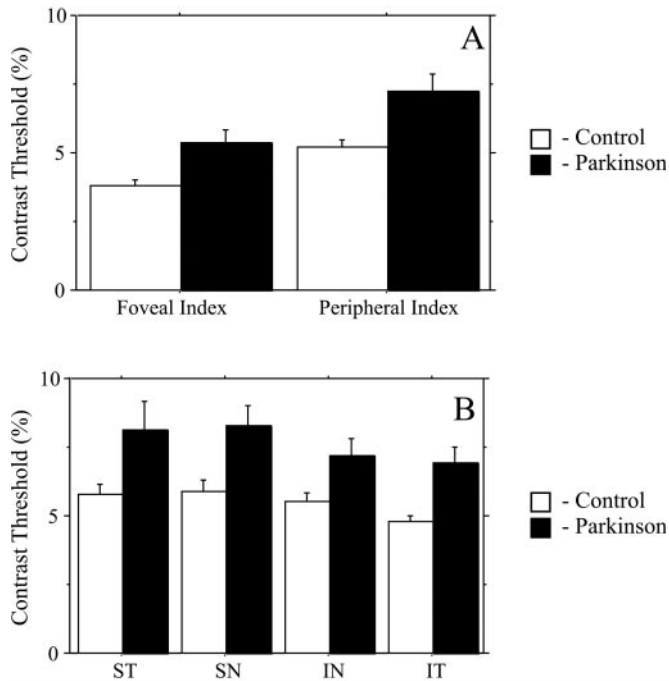 10
A
Contrast Threshold (%)
5
- Control
- Parkinson
0
Foveal Index Peripheral Index
10
B
Contrast Threshold (%)
5
- Control
- Parkinson
0
ST SN IN IT